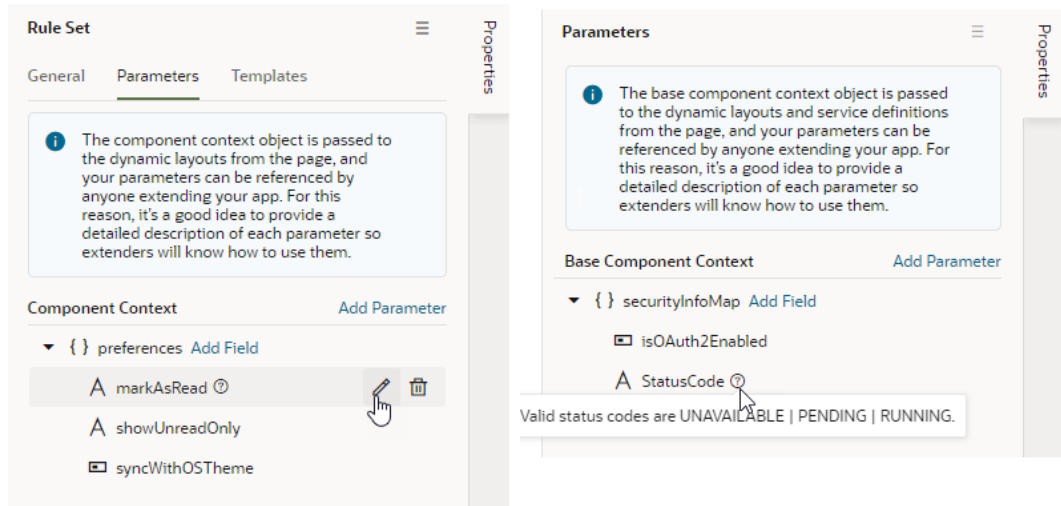 Rule Set
Properties
General Parameters Templates
The component context object is passed to
the dynamic layouts from the page, and
your parameters can be referenced by
anyone extending your app. For this
reason, it's a good idea to provide a
detailed description of each parameter so
extenders will know how to use them.
Component Context Add Parameter
{ } preferences Add Field
A markAsRead ?
A showUnreadOnly
syncWithOSTheme
Parameters
Properties
The base component context object is passed
to the dynamic layouts and service definitions
from the page, and your parameters can be
referenced by anyone extending your app. For
this reason, it's a good idea to provide a
detailed description of each parameter so
extenders will know how to use them.
Base Component Context Add Parameter
{ } securityInfoMap Add Field
isOAuth2Enabled
A StatusCode ?
Valid status codes are UNAVAILABLE | PENDING | RUNNING.